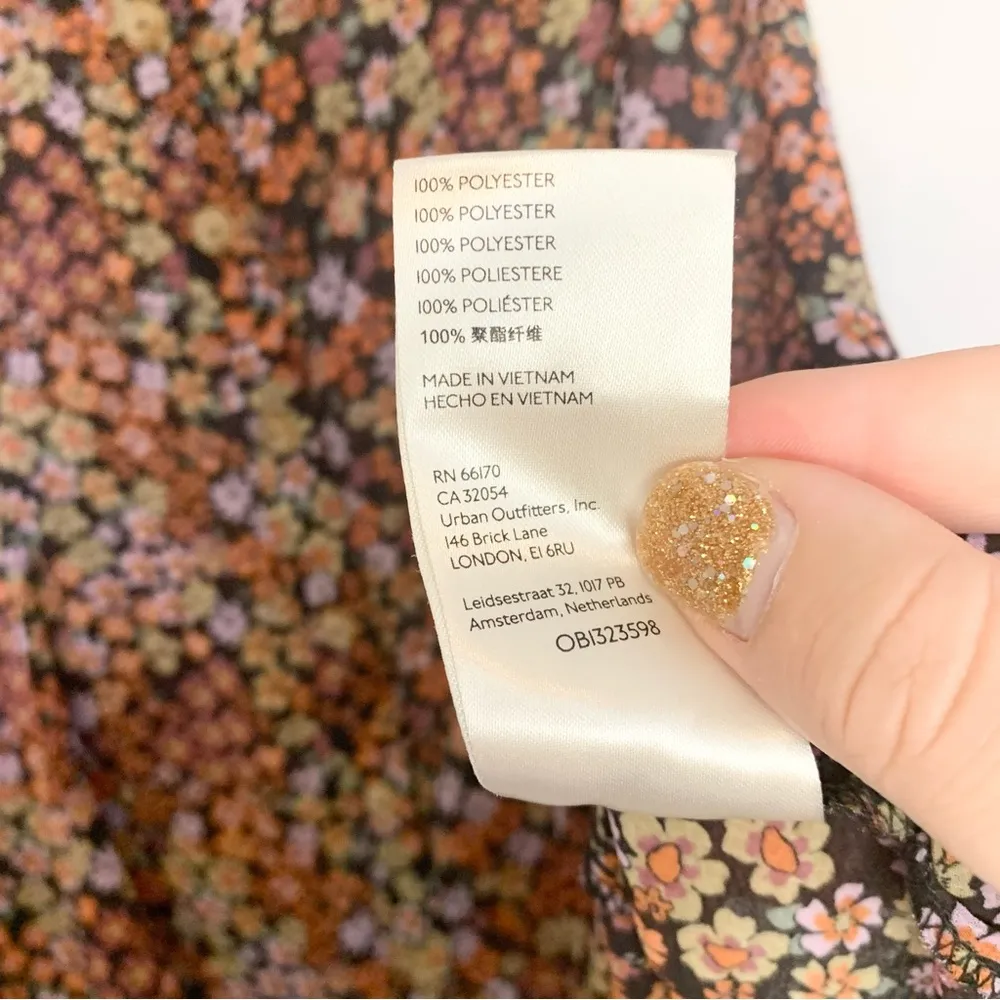 100% POLYESTER
100% POLYESTER
100% POLYESTER
100% POLIESTERE
100% POLIÉSTER
100% 聚酯纤维
MADE IN VIETNAM
HECHO EN VIETNAM
RN 66170
CA 32054
Urban Outfitters, Inc.
146 Brick Lane
LONDON, E1 6RU
Leidsestraat 32, 1017 PB
Amsterdam, Netherlands
OB1323598